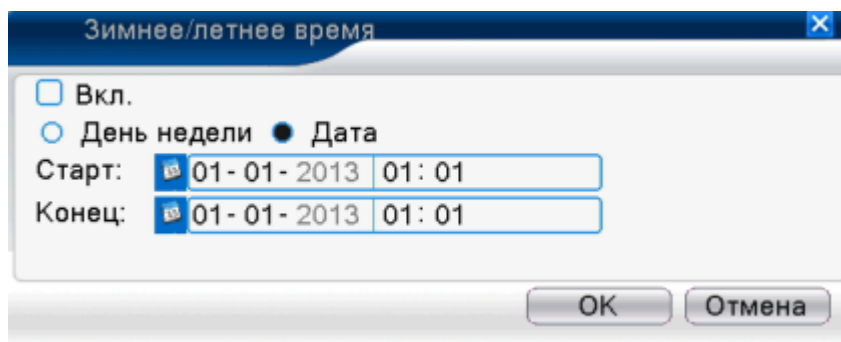 Зимнее/летнее время
Вкл.
День недели Дата
Старт: 01-01-2013 01:01
Конец: 01-01-2013 01:01
OK Отмена